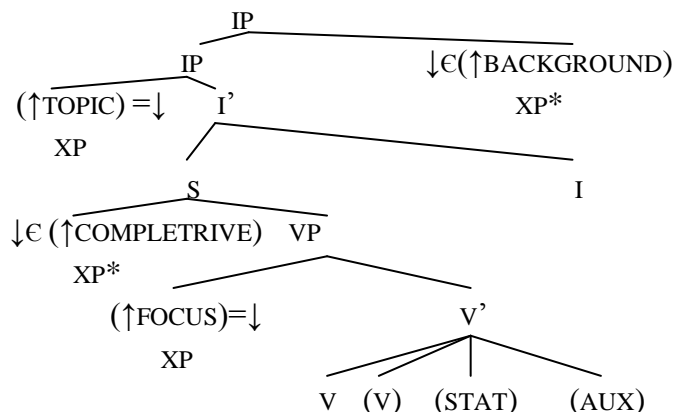 IP
IP ↓Є(↑BACKGROUND)
(↑TOPIC) =↓ I’ XP*
XP
S I
↓Є (↑COMPLETRIVE) VP
XP*
(↑FOCUS)=↓ V’
XP
V (V) (STAT) (AUX)